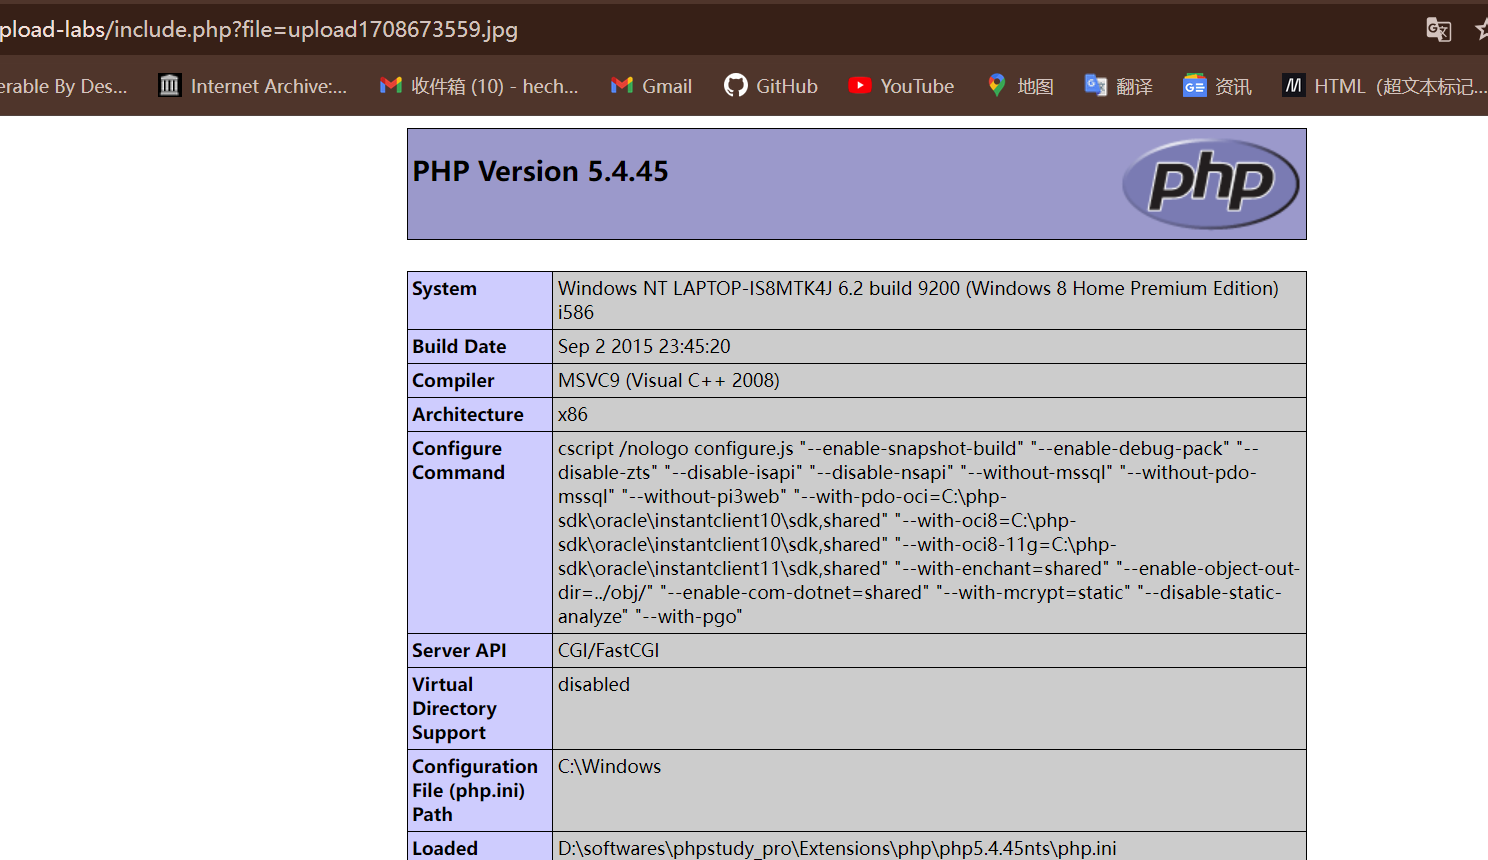 pload-labs/include.php?file=upload1708673559.jpg
erable By Des... Internet Archive:... 收件箱 (10) - hech... Gmail GitHub YouTube 地图 翻译 资讯 HTML（超文本标记...
PHP Version 5.4.45
php
System Windows NT LAPTOP-IS8MTK4J 6.2 build 9200 (Windows 8 Home Premium Edition)
i586
Build Date Sep 2 2015 23:45:20
Compiler MSVC9 (Visual C++ 2008)
Architecture x86
Configure cscript /nologo configure.js "--enable-snapshot-build" "--enable-debug-pack" "--
Command disable-zts" "--disable-isapi" "--disable-nsapi" "--without-mssql" "--without-pdo-
mssql" "--without-pi3web" "--with-pdo-oci=C:\php-
sdk\oracle\instantclient10\sdk,shared" "--with-oci8=C:\php-
sdk\oracle\instantclient10\sdk,shared" "--with-oci8-11g=C:\php-
sdk\oracle\instantclient11\sdk,shared" "--with-enchant=shared" "--enable-object-out-
dir=../obj/" "--enable-com-dotnet=shared" "--with-mcrypt=static" "--disable-static-
analyze" "--with-pgo"
Server API CGI/FastCGI
Virtual disabled
Directory
Support
Configuration C:\Windows
File (php.ini)
Path
Loaded D:\softwares\phpstudy_pro\Extensions\php\php5.4.45nts\php.ini